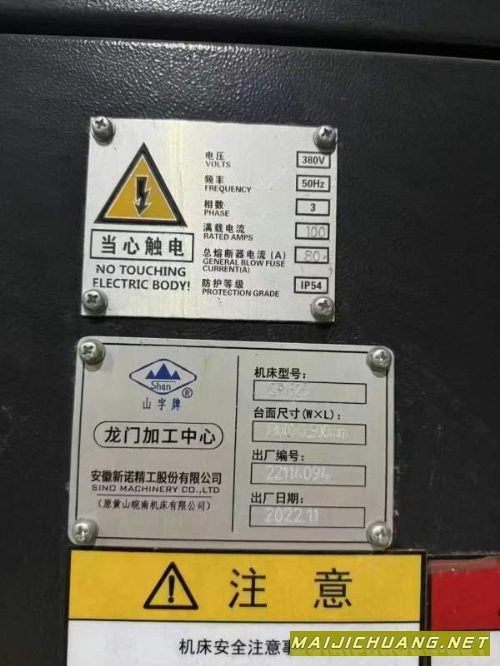 电压 380V
VOLTS
频率 50Hz
FREQUENCY
相数 3
PHASE
满载电流 100
RATED AMPS
总熔断器电流 (A) 80A
GENERAL BLOW FUSE
CURRENT(A)
防护等级 IP54
PROTECTION GRADE
当心触电
NO TOUCHING
ELECTRIC BODY!
Shan
®
山字牌
龙门加工中心
安徽新诺精工股份有限公司
SINO MACHINERY CO.,LTD
(原黄山皖南机床有限公司)
机床型号:
台面尺寸(W×L):
出厂编号:
22114094
出厂日期:
2022.11
注意
机床安全注意事
MAIJICHUANG.NET